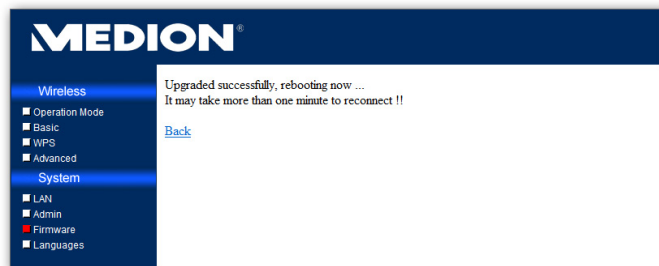 MEDION®
Wireless
Operation Mode
Basic
WPS
Advanced
System
LAN
Admin
Firmware
Languages
Upgraded successfully, rebooting now ...
It may take more than one minute to reconnect !!
Back